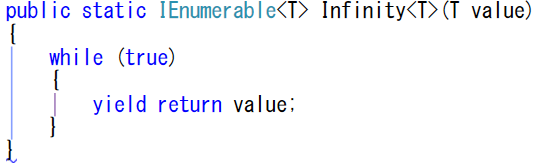 public static IEnumerable<T> Infinity<T>(T value)
{
    while (true)
    {
        yield return value;
    }
}